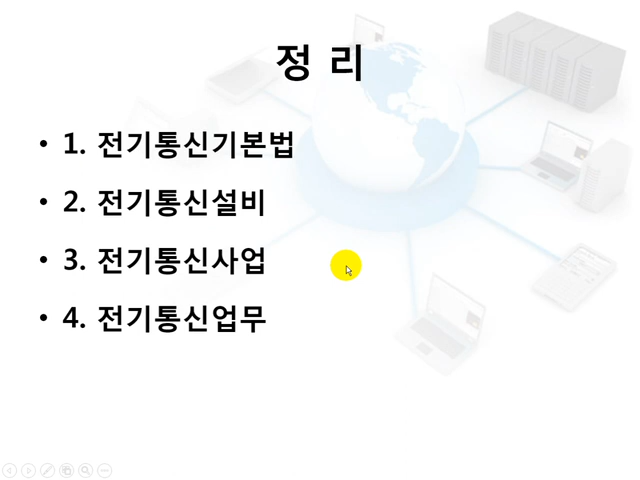 정 리
• 1. 전기통신기본법
• 2. 전기통신설비
• 3. 전기통신사업
• 4. 전기통신업무